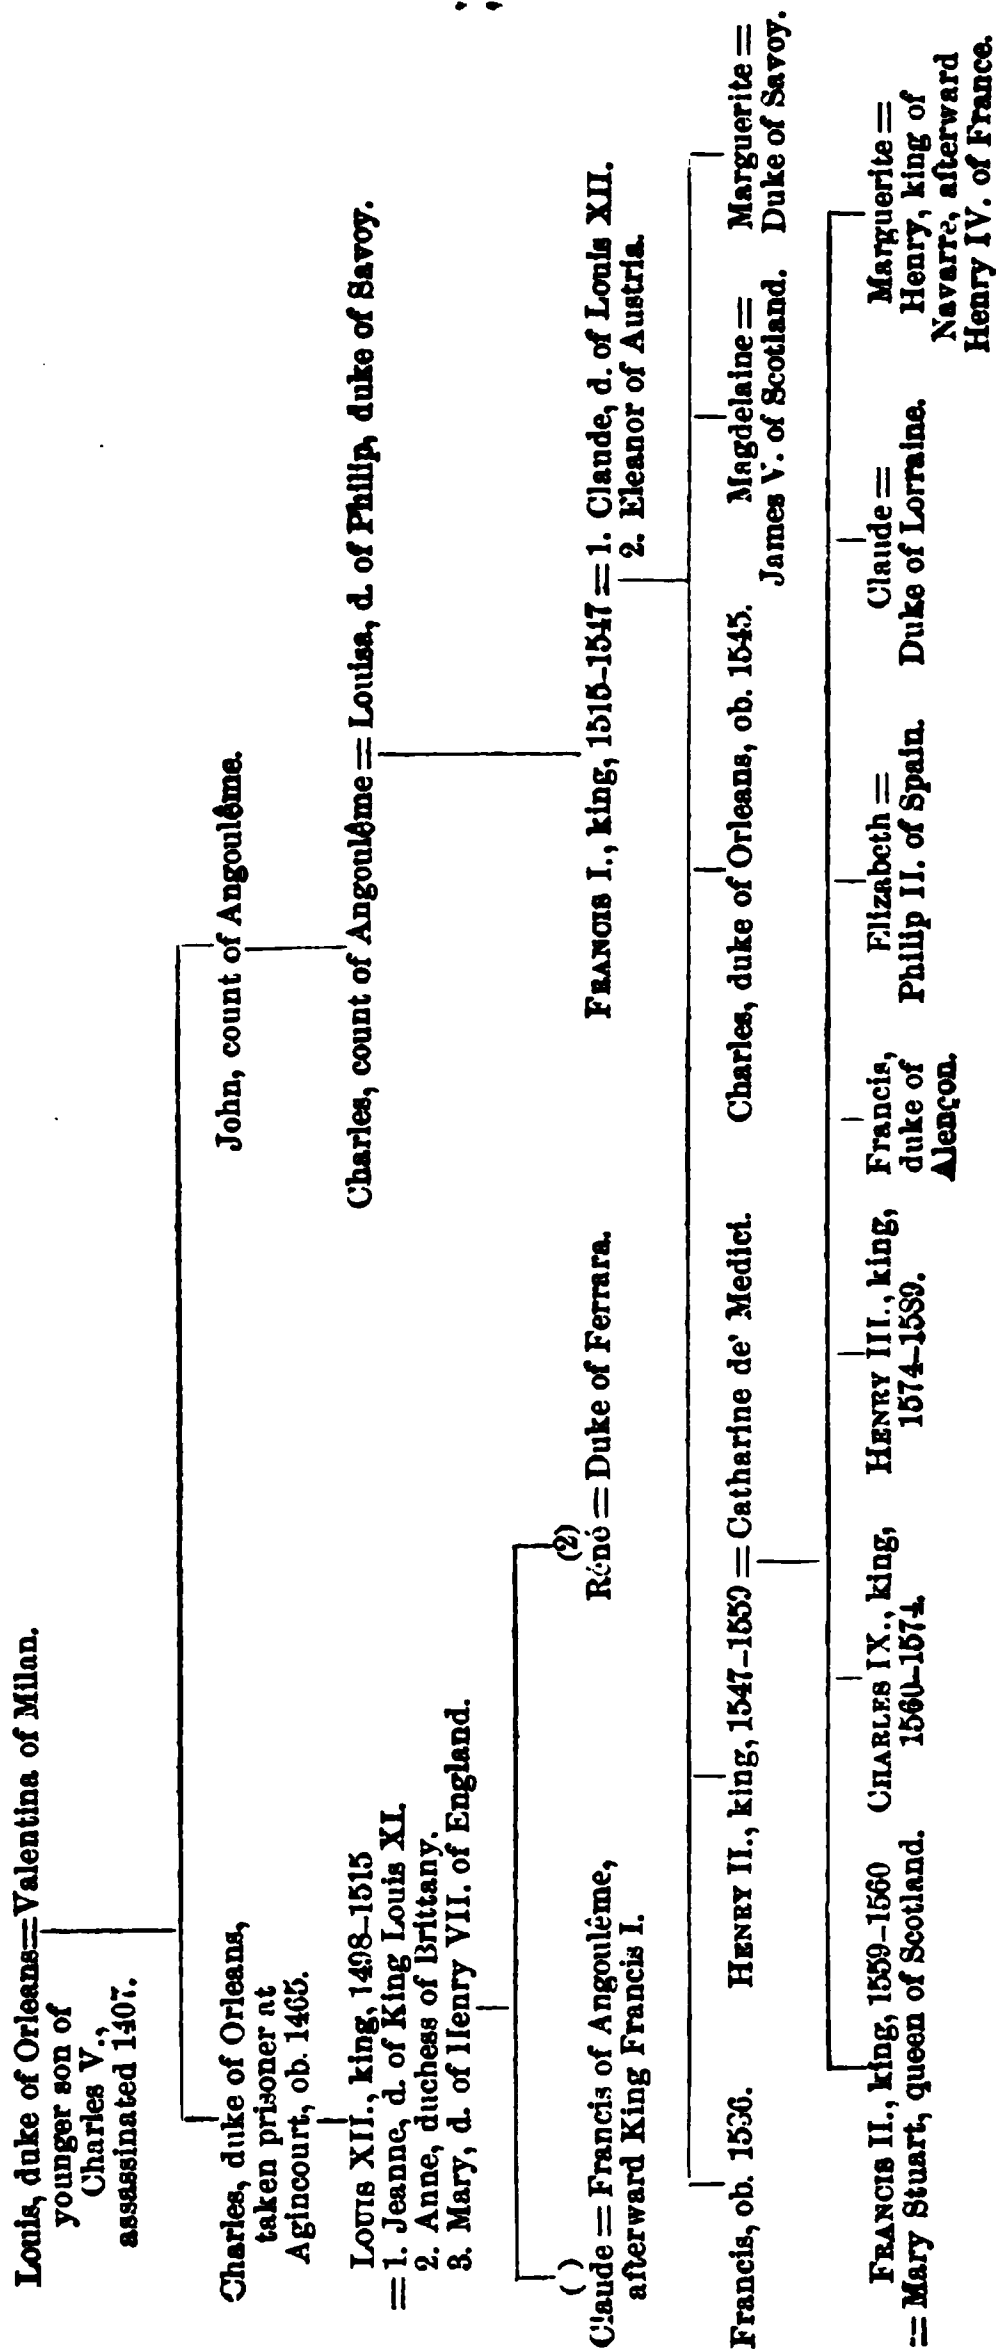 Louis, duke of Orleans=Valentina of Milan.
younger son of
Charles V.,
assassinated 1407.
Charles, duke of Orleans,
taken prisoner at
Agincourt, ob. 1465.
John, count of Angoulême.
LOUIS XII., king, 1498–1515
= 1. Jeanne, d. of King Louis XI.
2. Anne, duchess of Brittany.
3. Mary, d. of Henry VII. of England.
Charles, count of Angoulême = Louisa, d. of Philip, duke of Savoy.
( )
Claude = Francis of Angoulême,
afterward King Francis I.
(2)
Réné = Duke of Ferrara.
FRANCIS I., king, 1515–1547 = 1. Claude, d. of Louis XII.
2. Eleanor of Austria.
Francis, ob. 1536.
HENRY II., king, 1547–1559 = Catharine de' Medici.
Charles, duke of Orleans, ob. 1545.
Magdelaine =
James V. of Scotland.
Marguerite =
Duke of Savoy.
FRANCIS II., king, 1559–1560
= Mary Stuart, queen of Scotland.
CHARLES IX., king,
1560–1574.
HENRY III., king,
1574–1589.
Francis,
duke of
Alençon.
Elizabeth =
Philip II. of Spain.
Claude =
Duke of Lorraine.
Marguerite =
Henry, king of
Navarre, afterward
Henry IV. of France.